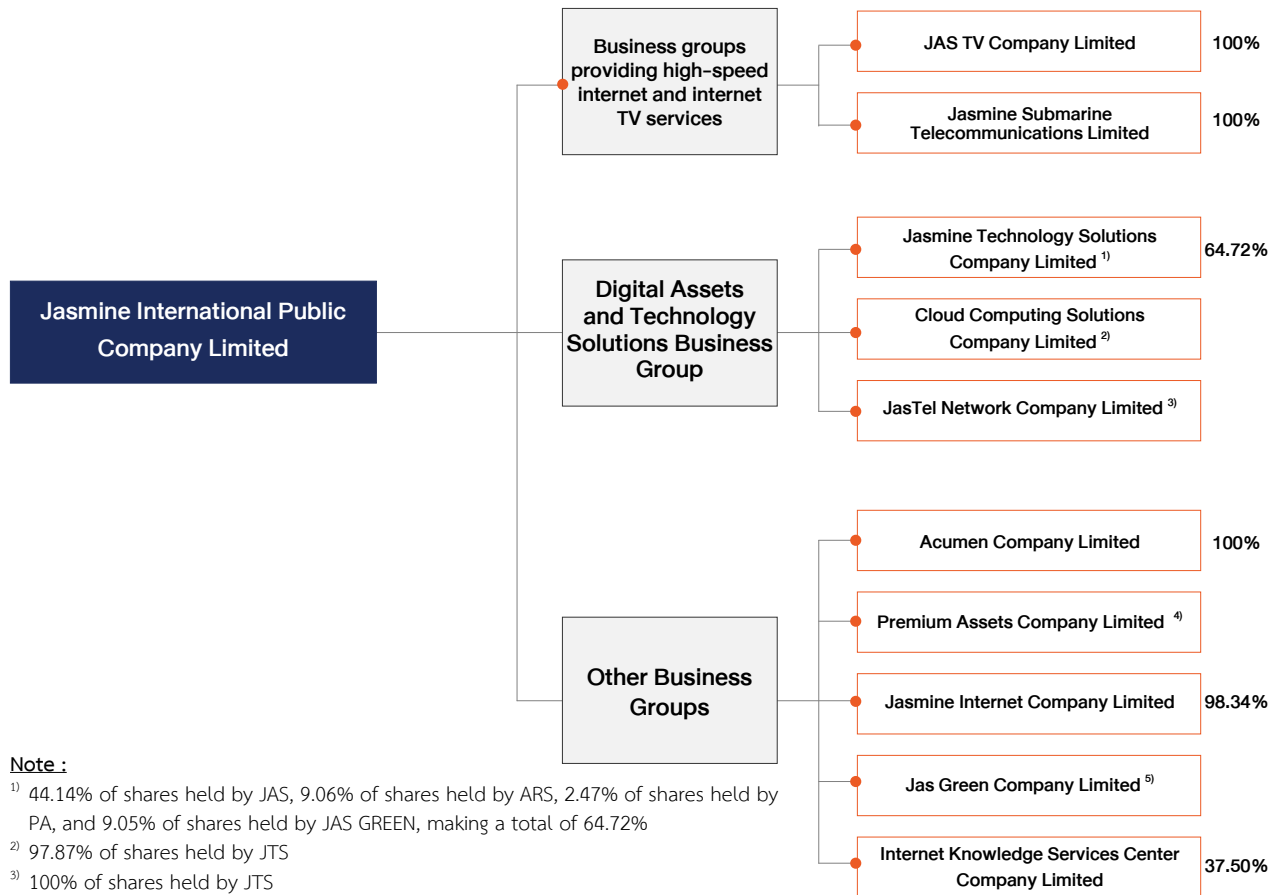 Jasmine International Public
Company Limited
Business groups
providing high-speed
internet and internet
TV services
JAS TV Company Limited
100%
Jasmine Submarine
Telecommunications Limited
100%
Digital Assets
and Technology
Solutions Business
Group
Jasmine Technology Solutions
Company Limited 1)
64.72%
Cloud Computing Solutions
Company Limited 2)
JasTel Network Company Limited 3)
Other Business
Groups
Acumen Company Limited
100%
Premium Assets Company Limited 4)
Jasmine Internet Company Limited
98.34%
Jas Green Company Limited 5)
Internet Knowledge Services Center
Company Limited
37.50%
Note :
1) 44.14% of shares held by JAS, 9.06% of shares held by ARS, 2.47% of shares held by
PA, and 9.05% of shares held by JAS GREEN, making a total of 64.72%
2) 97.87% of shares held by JTS
3) 100% of shares held by JTS